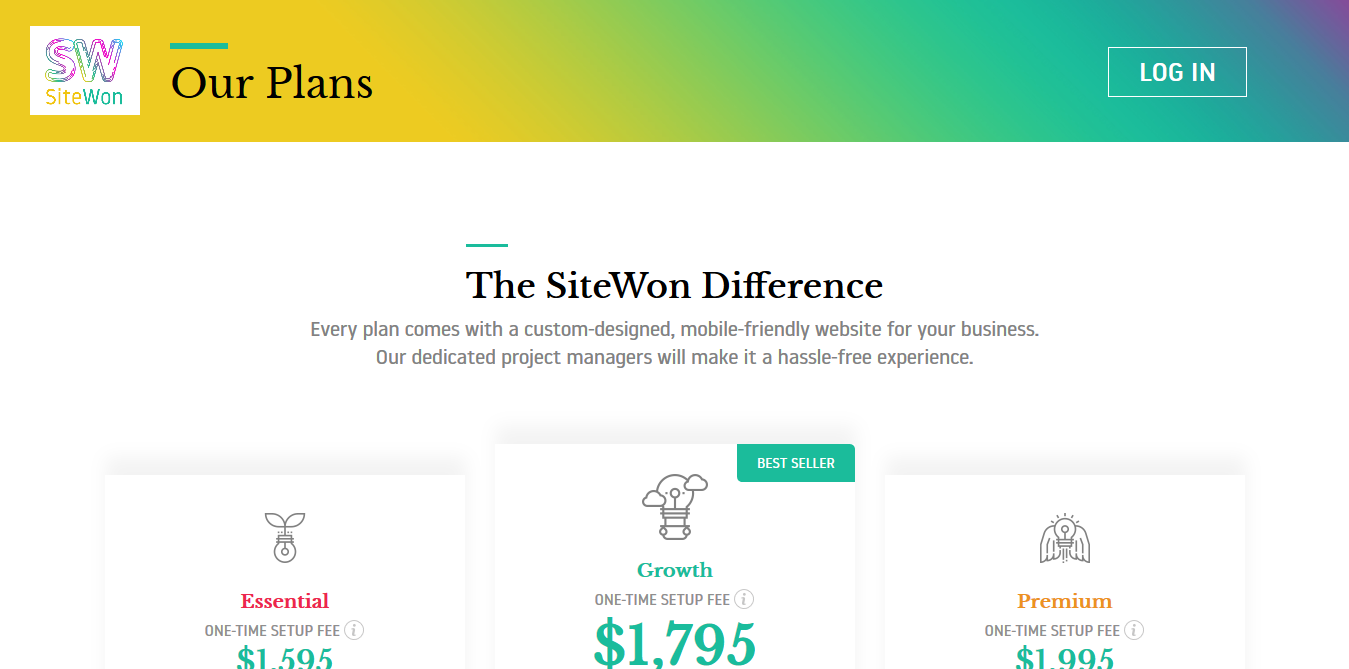 SW
SiteWon
Our Plans
LOG IN
The SiteWon Difference
Every plan comes with a custom-designed, mobile-friendly website for your business.
Our dedicated project managers will make it a hassle-free experience.
BEST SELLER
Essential
ONE-TIME SETUP FEE i
$1,595
Growth
ONE-TIME SETUP FEE i
$1,795
Premium
ONE-TIME SETUP FEE i
$1,995